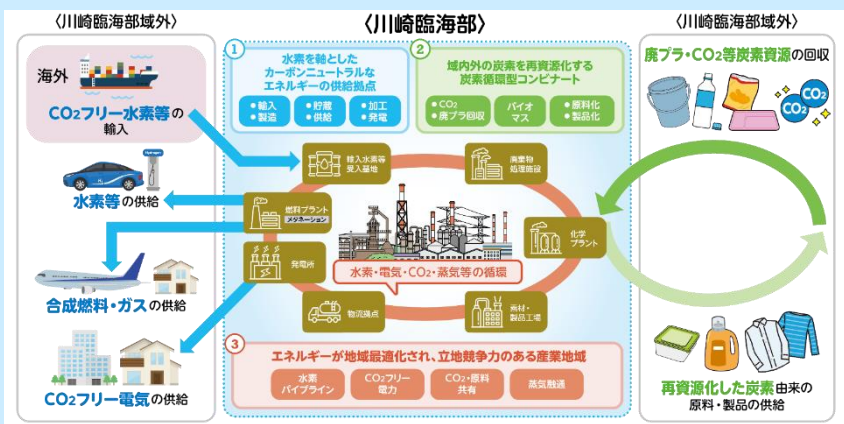 〈川崎臨海部域外〉
海外
CO2フリー水素等の
輸入
水素等の供給
合成燃料・ガスの供給
CO2フリー電気の供給
Hydrogen
〈川崎臨海部〉
1
水素を軸とした
カーボンニュートラルな
エネルギーの供給拠点
●輸入
●製造
●貯蔵
●供給
●加工
●発電
2
域内外の炭素を再資源化する
炭素循環型コンビナート
●CO2
●廃プラ回収
バイオ
マス
●原料化
●製品化
輸入水素等
受入基地
廃棄物
処理施設
燃料プラント
メタネーション
化学
プラント
発電所
水素・電気・CO2・蒸気等の循環
物流拠点
素材・
製品工場
3
エネルギーが地域最適化され、立地競争力のある産業地域
水素
パイプライン
CO2フリー
電力
CO2・原料
共有
蒸気融通
〈川崎臨海部域外〉
廃プラ・CO2等炭素資源の回収
CO2
CO2
再資源化した炭素由来の
原料・製品の供給